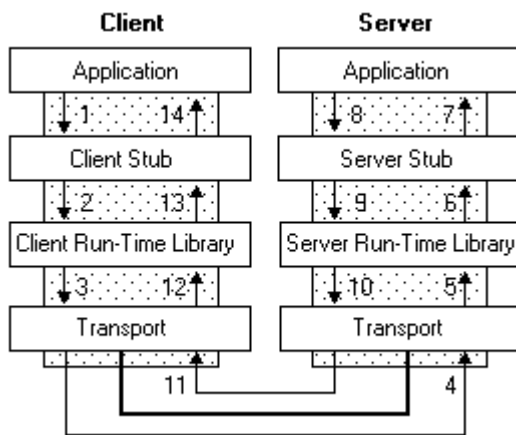 Client Server
Application Application
1 14 8 7
Client Stub Server Stub
2 13 9 6
Client Run-Time Library Server Run-Time Library
3 12 10 5
Transport Transport
11 4